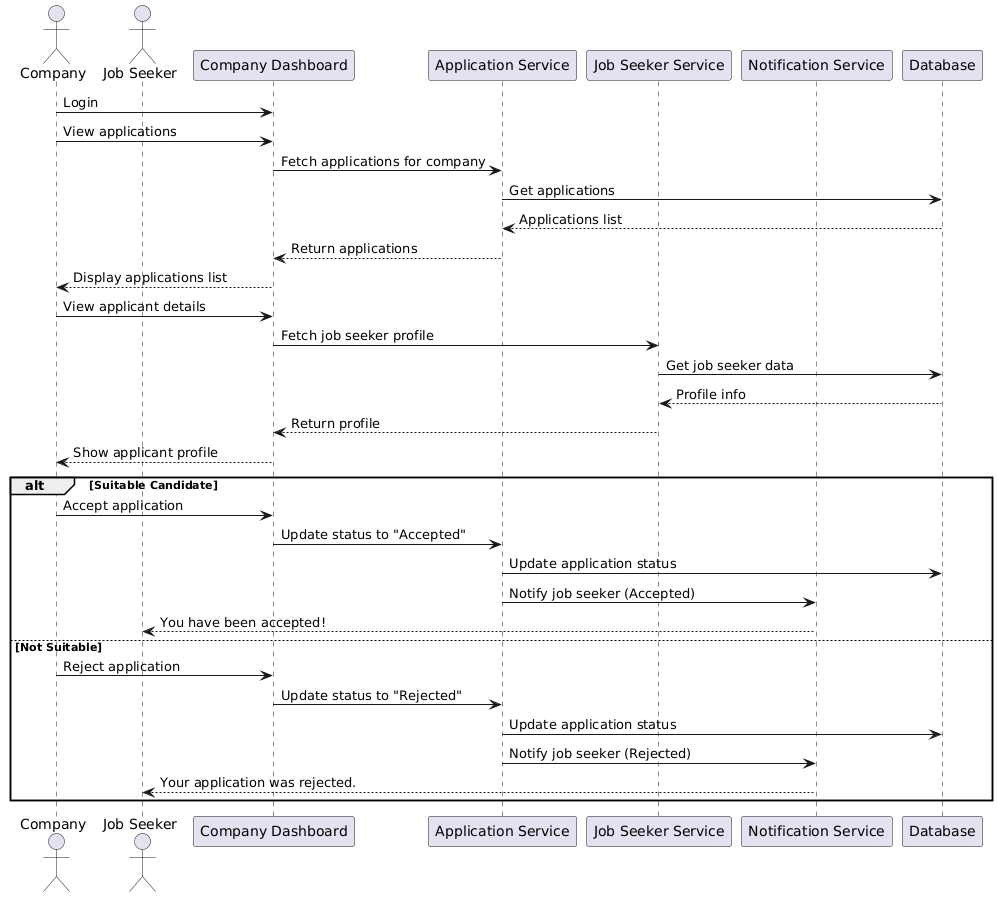 Company
Job Seeker
Company Dashboard
Application Service
Job Seeker Service
Notification Service
Database
Login
View applications
Fetch applications for company
Get applications
Applications list
Return applications
Display applications list
View applicant details
Fetch job seeker profile
Get job seeker data
Profile info
Return profile
Show applicant profile
alt [Suitable Candidate]
Accept application
Update status to "Accepted"
Update application status
Notify job seeker (Accepted)
You have been accepted!
[Not Suitable]
Reject application
Update status to "Rejected"
Update application status
Notify job seeker (Rejected)
Your application was rejected.
Company
Job Seeker
Company Dashboard
Application Service
Job Seeker Service
Notification Service
Database